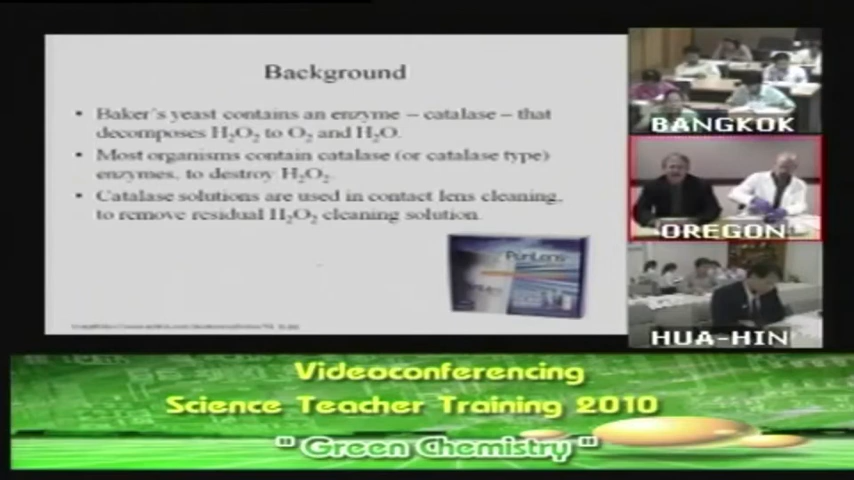 Background
• Baker's yeast contains an enzyme – catalase – that
decomposes H₂O₂ to O₂ and H₂O.
• Most organisms contain catalase (or catalase type)
enzymes, to destroy H₂O₂.
• Catalase solutions are used in contact lens cleaning,
to remove residual H₂O₂ cleaning solution.
PureLens
BANGKOK
OREGON
HUA-HIN
Videoconferencing
Science Teacher Training 2010
" Green Chemistry "